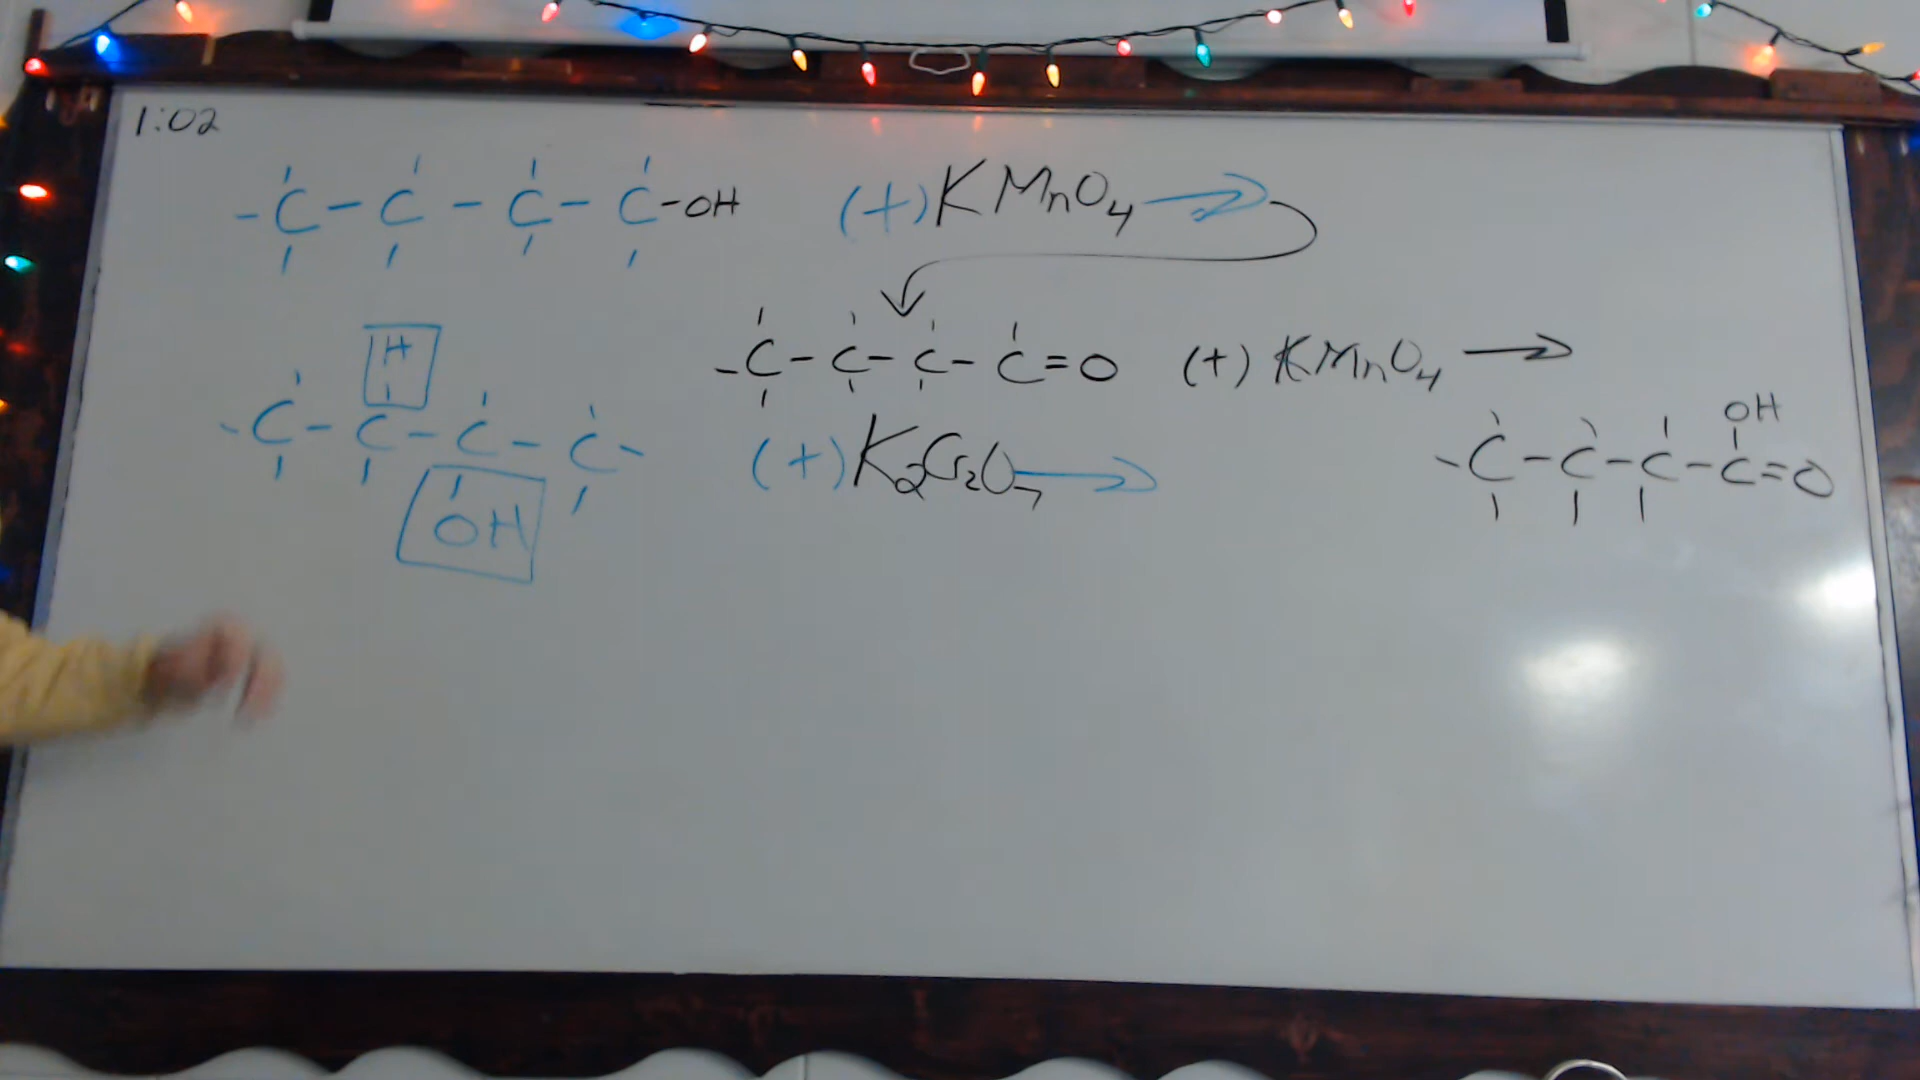 1:02
- C - C - C - C - OH (+) KMnO4 →
- C - C - C - C = O (+) KMnO4 →
H
- C - C - C - C - (+) K2Cr2O7 →
OH
OH
- C - C - C - C = O